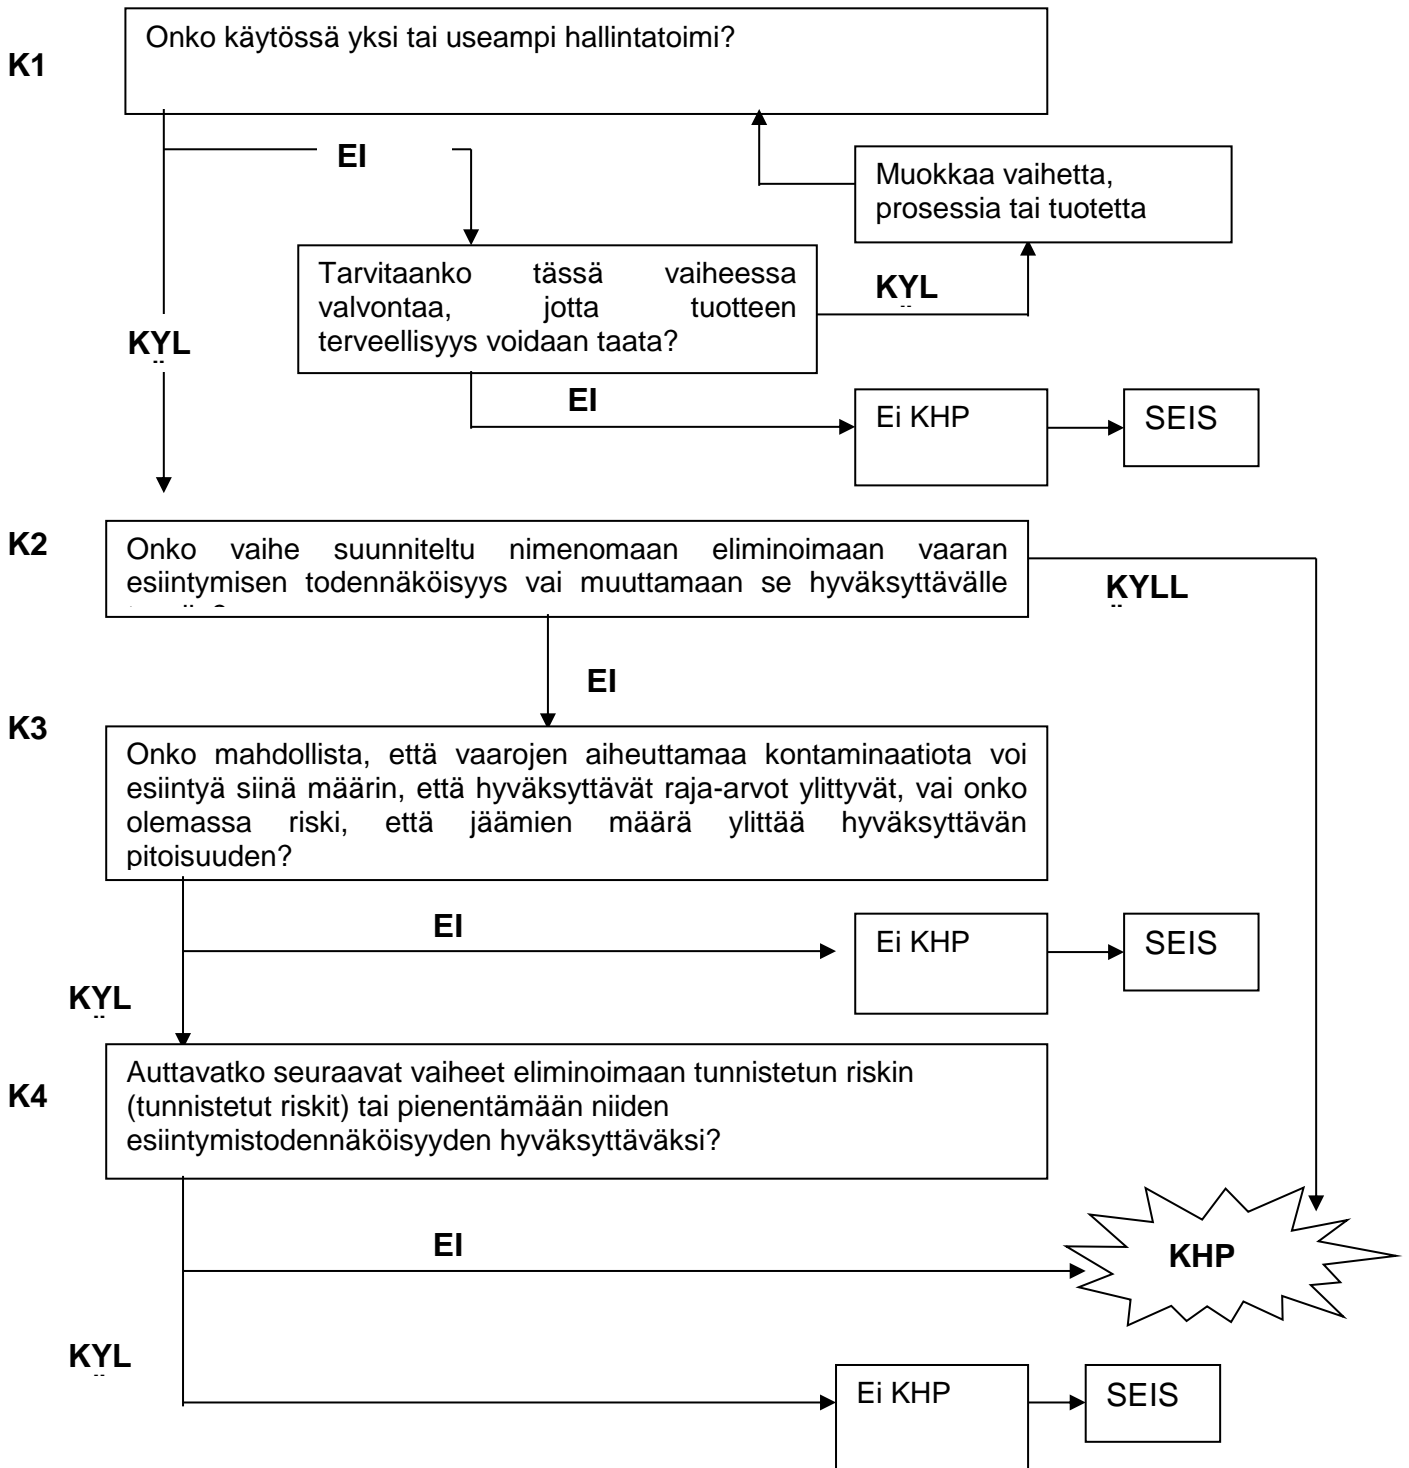 K1
Onko käytössä yksi tai useampi hallintatoimi?
EI
Muokkaa vaihetta,
prosessia tai tuotetta
Tarvitaanko tässä vaiheessa
valvontaa, jotta tuotteen
terveellisyys voidaan taata?
KYL
KYL
EI
Ei KHP
SEIS
K2
Onko vaihe suunniteltu nimenomaan eliminoimaan vaaran
esiintymisen todennäköisyys vai muuttamaan se hyväksyttävälle
KYLL
EI
K3
Onko mahdollista, että vaarojen aiheuttamaa kontaminaatiota voi
esiintyä siinä määrin, että hyväksyttävät raja-arvot ylittyvät, vai onko
olemassa riski, että jäämien määrä ylittää hyväksyttävän
pitoisuuden?
EI
Ei KHP
SEIS
KYL
K4
Auttavatko seuraavat vaiheet eliminoimaan tunnistetun riskin
(tunnistetut riskit) tai pienentämään niiden
esiintymistodennäköisyyden hyväksyttäväksi?
EI
KHP
KYL
Ei KHP
SEIS